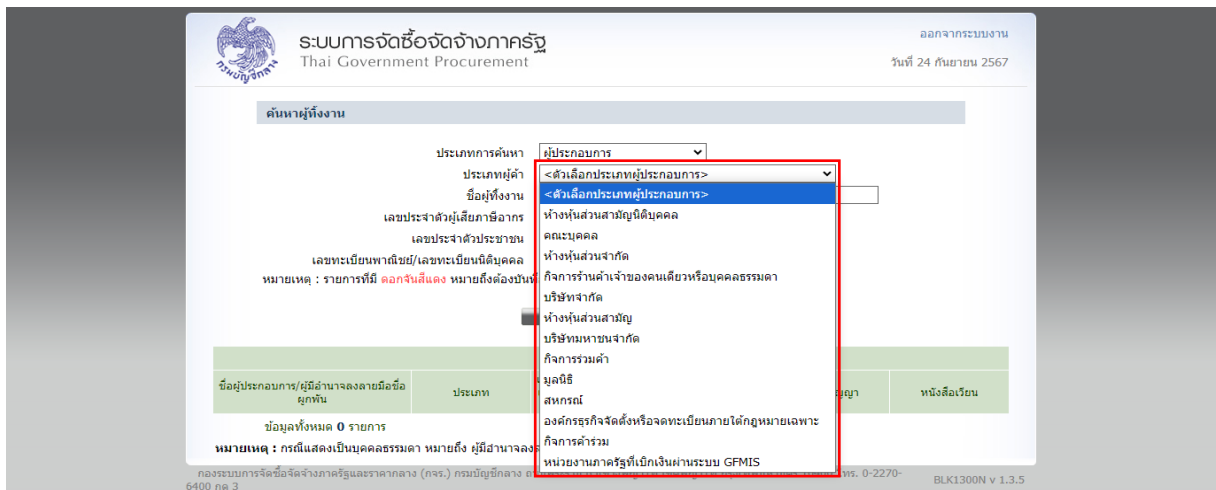 ระบบการจัดซื้อจัดจ้างภาครัฐ
Thai Government Procurement
กรมบัญชีกลาง
ออกจากระบบงาน
วันที่ 24 กันยายน 2567
ค้นหาผู้ทิ้งงาน
ประเภทการค้นหา ผู้ประกอบการ
ประเภทผู้ค้า <ตัวเลือกประเภทผู้ประกอบการ>
ชื่อผู้ทิ้งงาน <ตัวเลือกประเภทผู้ประกอบการ>
เลขประจำตัวผู้เสียภาษีอากร ห้างหุ้นส่วนสามัญนิติบุคคล
เลขประจำตัวประชาชน คณะบุคคล
เลขทะเบียนพาณิชย์/เลขทะเบียนนิติบุคคล ห้างหุ้นส่วนจำกัด
หมายเหตุ : รายการที่มี ดอกจันสีแดง หมายถึงต้องบันทึ กิจการร้านค้าเจ้าของคนเดียวหรือบุคคลธรรมดา
บริษัทจำกัด
ห้างหุ้นส่วนสามัญ
บริษัทมหาชนจำกัด
กิจการร่วมค้า
มูลนิธิ
สหกรณ์
องค์กรธุรกิจจัดตั้งหรือจดทะเบียนภายใต้กฎหมายเฉพาะ
กิจการค้าร่วม
หน่วยงานภาครัฐที่เบิกเงินผ่านระบบ GFMIS
ชื่อผู้ประกอบการ/ผู้มีอำนาจลงลายมือชื่อ
ผูกพัน
ประเภท
หนังสือเวียน
ข้อมูลทั้งหมด 0 รายการ
หมายเหตุ : กรณีแสดงเป็นบุคคลธรรมดา หมายถึง ผู้มีอำนาจลง
กองระบบการจัดซื้อจัดจ้างภาครัฐและราคากลาง (กจร.) กรมบัญชีกลาง โทร. 0-2270-
6400 กด 3
BLK1300N v 1.3.5